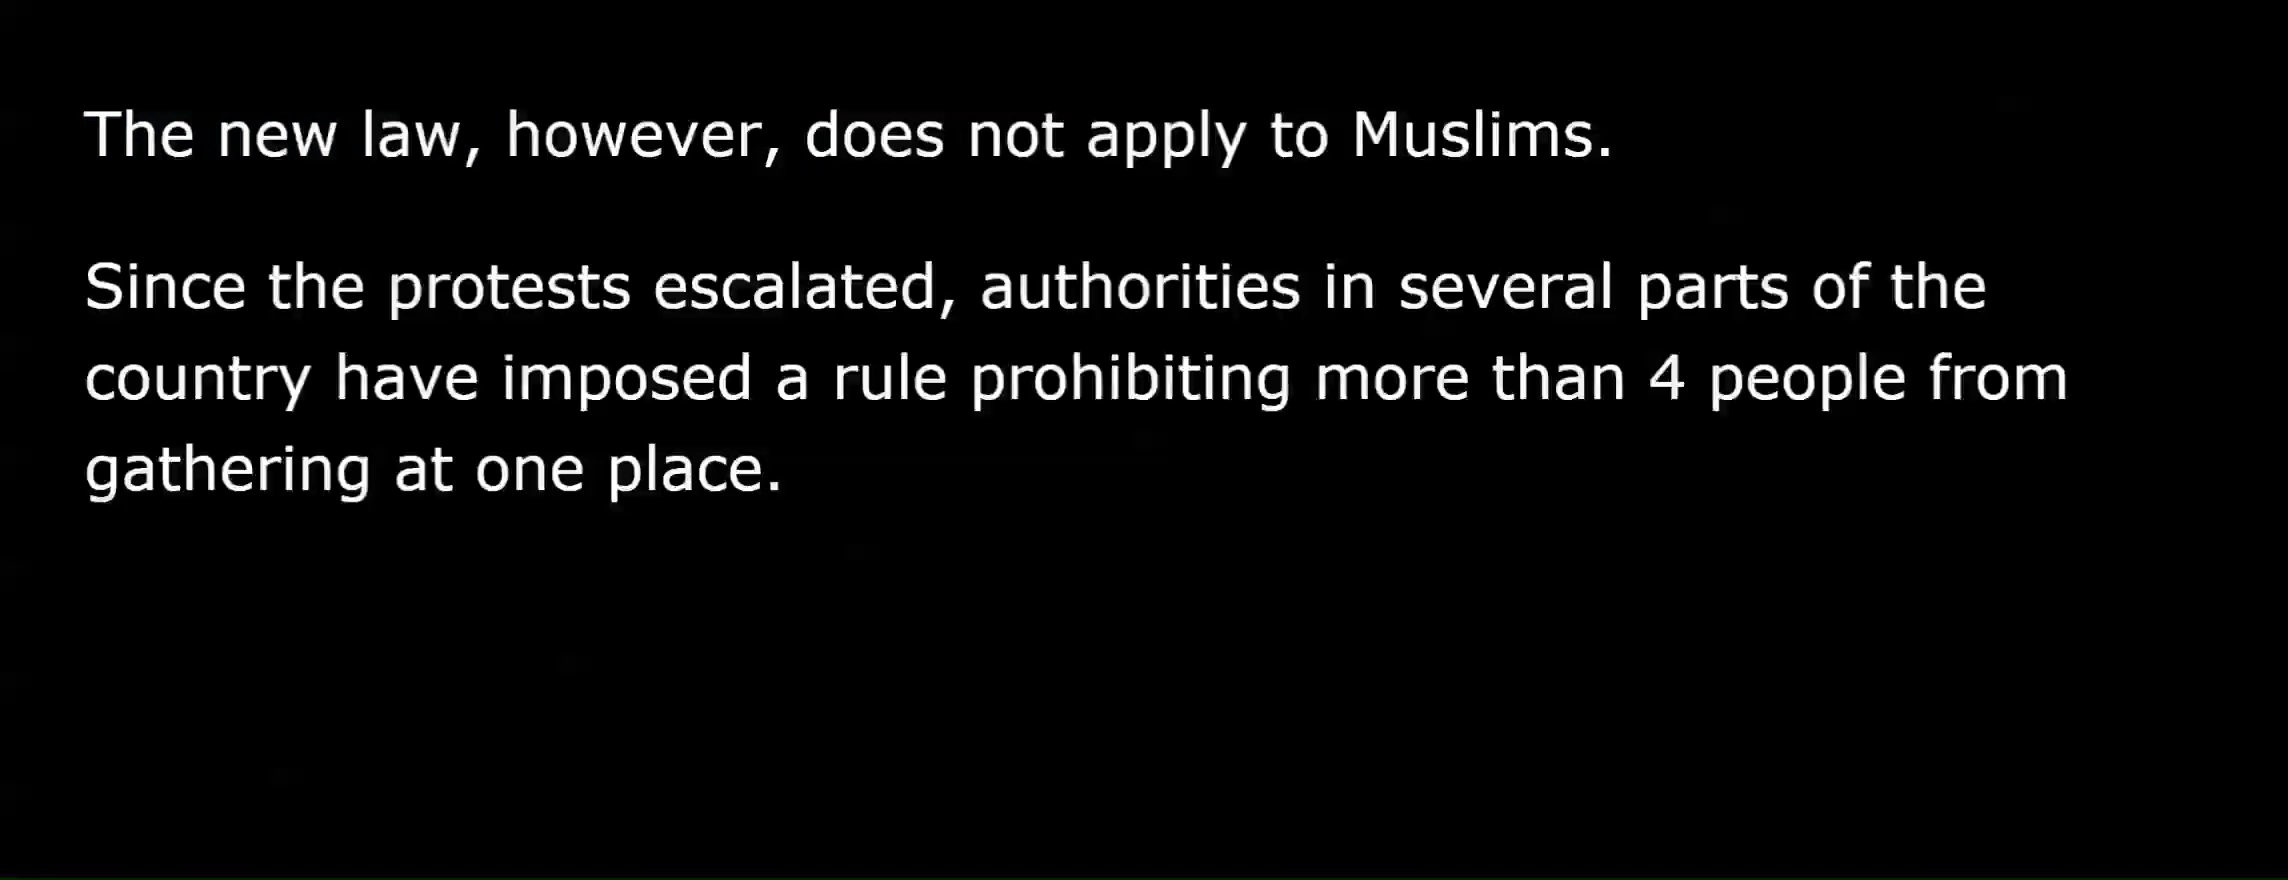 The new law, however, does not apply to Muslims.
Since the protests escalated, authorities in several parts of the
country have imposed a rule prohibiting more than 4 people from
gathering at one place.